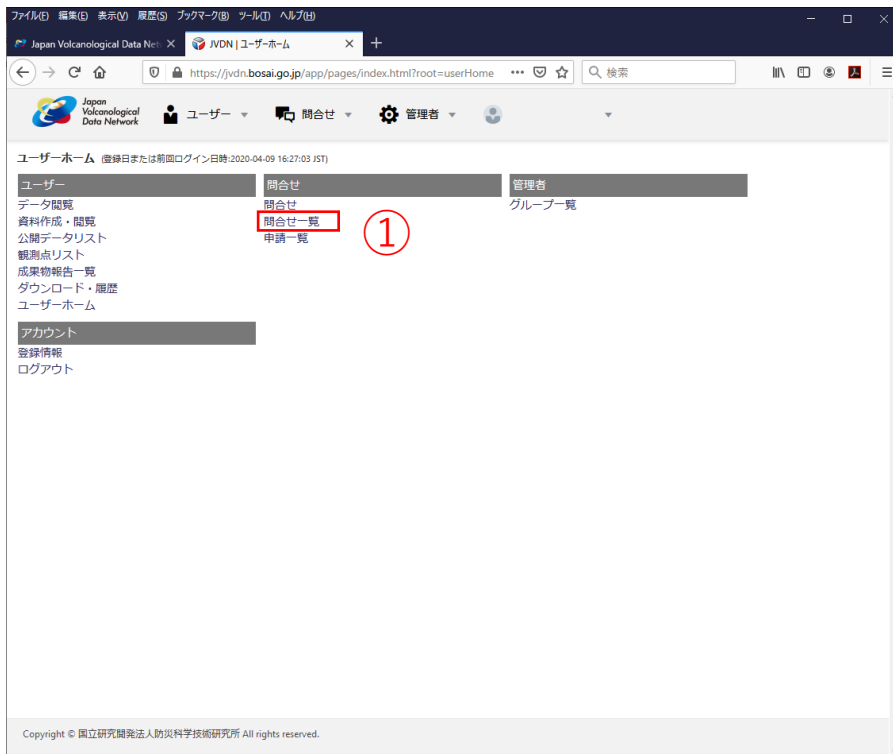 ファイル(F) 編集(E) 表示(V) 履歴(S) ブックマーク(B) ツール(T) ヘルプ(H)
Japan Volcanological Data Net JVDN | ユーザーホーム
https://jvdn.bosai.go.jp/app/pages/index.html?root=userHome 検索
Japan
Volcanological
Data Network
ユーザー 問合せ 管理者
ユーザーホーム (登録日または前回ログイン日時:2020-04-09 16:27:03 JST)
ユーザー 問合せ 管理者
データ閲覧 問合せ グループ一覧
資料作成・閲覧 問合せ一覧 ①
公開データリスト 申請一覧
観測点リスト
成果物報告一覧
ダウンロード・履歴
ユーザーホーム
アカウント
登録情報
ログアウト
Copyright © 国立研究開発法人防災科学技術研究所 All rights reserved.